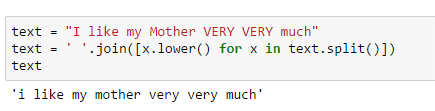 text = "I like my Mother VERY VERY much"
text = ' '.join([x.lower() for x in text.split()])
text
'i like my mother very very much'